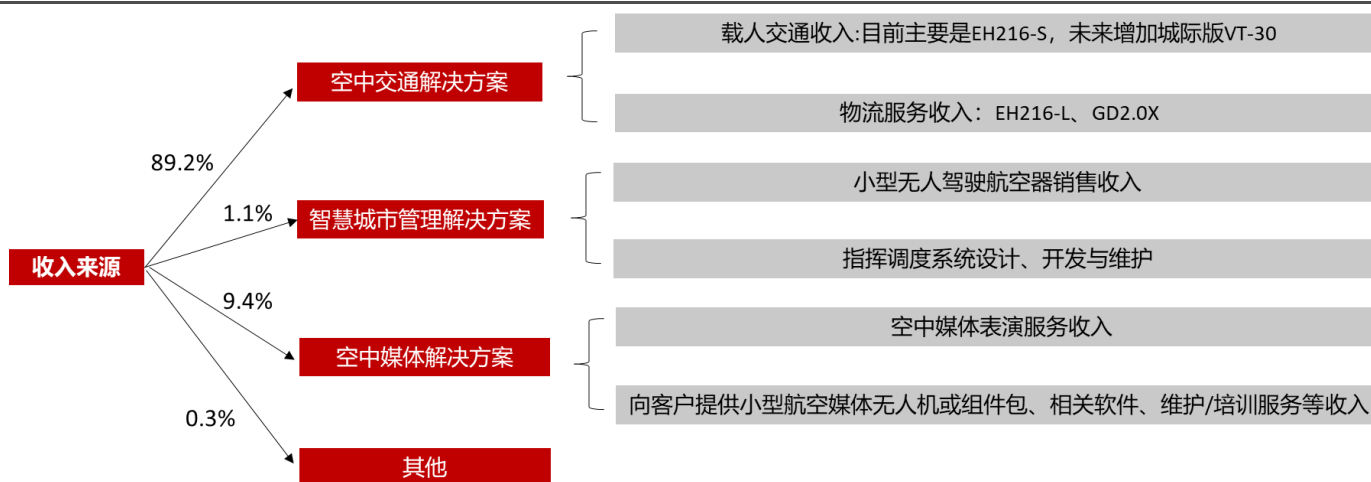 载人交通收入:目前主要是EH216-S，未来增加城际版VT-30
空中交通解决方案
物流服务收入：EH216-L、GD2.0X
89.2%
小型无人驾驶航空器销售收入
1.1%
智慧城市管理解决方案
指挥调度系统设计、开发与维护
收入来源
9.4%
空中媒体表演服务收入
空中媒体解决方案
向客户提供小型航空媒体无人机或组件包、相关软件、维护/培训服务等收入
0.3%
其他